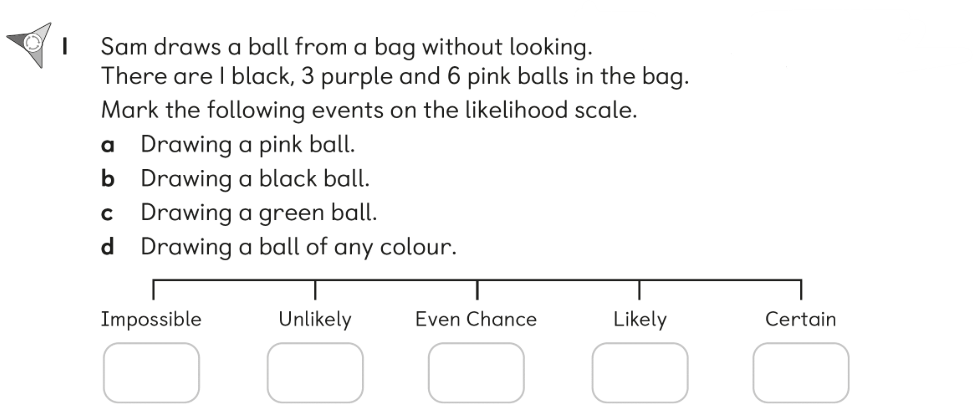 1 Sam draws a ball from a bag without looking.
There are 1 black, 3 purple and 6 pink balls in the bag.
Mark the following events on the likelihood scale.
a Drawing a pink ball.
b Drawing a black ball.
c Drawing a green ball.
d Drawing a ball of any colour.
Impossible Unlikely Even Chance Likely Certain